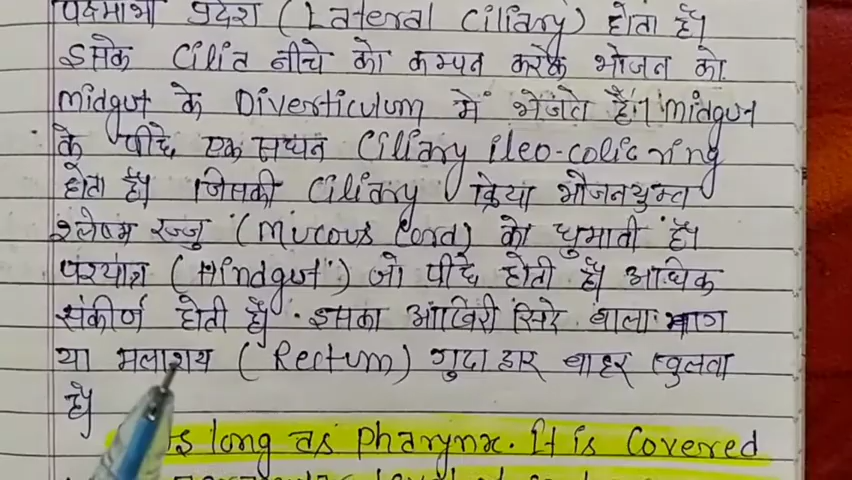 पक्ष्माभी प्रदेश (Lateral Ciliary) होता है।
इसके Cilia नीचे को कम्पन करके भोजन को
midgut के Diverticulum में भेजते हैं। midgut
के पीछे एक सघन Ciliary ileo-colic ring
होता है। जिसकी Ciliary क्रिया भोजनयुक्त
श्लेष्म रज्जु (Mucous Cord) को घुमाती है।
पश्यांत्र (Hindgut) जो पीछे होती है। अधिक
संकीर्ण होती है। इसका आखिरी सिरे वाला भाग
या मलाशय (Rectum) गुदा द्वार बाहर खुलता
है।
long as pharynx. It is Covered